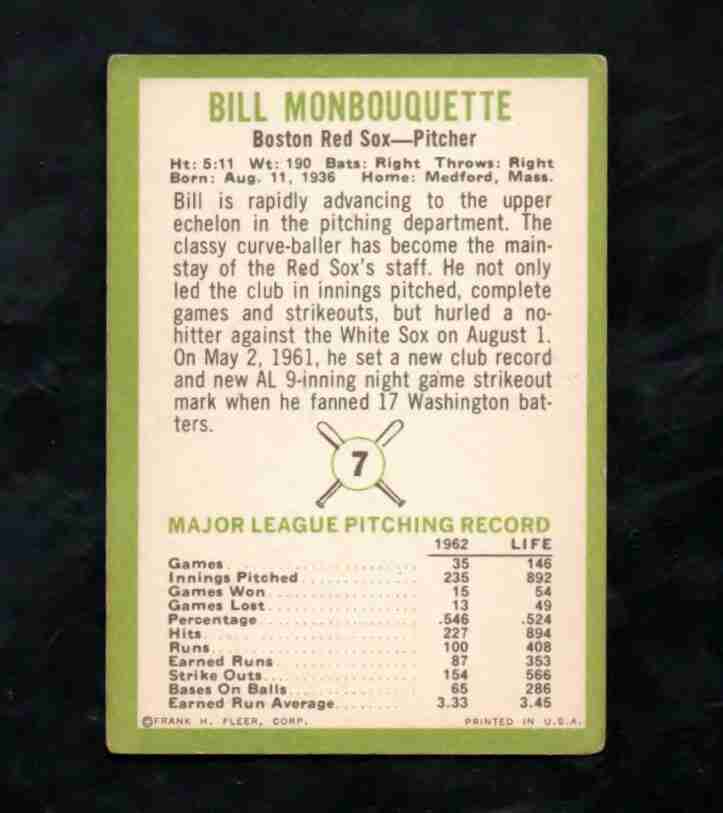 BILL MONBOUQUETTE
Boston Red Sox—Pitcher
Ht: 5:11 Wt: 190 Bats: Right Throws: Right
Born: Aug. 11, 1936 Home: Medford, Mass.
Bill is rapidly advancing to the upper
echelon in the pitching department. The
classy curve-baller has become the main-
stay of the Red Sox's staff. He not only
led the club in innings pitched, complete
games and strikeouts, but hurled a no-
hitter against the White Sox on August 1.
On May 2, 1961, he set a new club record
and new AL 9-inning night game strikeout
mark when he fanned 17 Washington bat-
ters.
7
MAJOR LEAGUE PITCHING RECORD
1962 LIFE
Games 35 146
Innings Pitched 235 892
Games Won 15 54
Games Lost 13 49
Percentage .546 .524
Hits 227 894
Runs 100 408
Earned Runs 87 353
Strike Outs 154 566
Bases On Balls 65 286
Earned Run Average 3.33 3.45
©FRANK H. FLEER, CORP. PRINTED IN U.S.A.